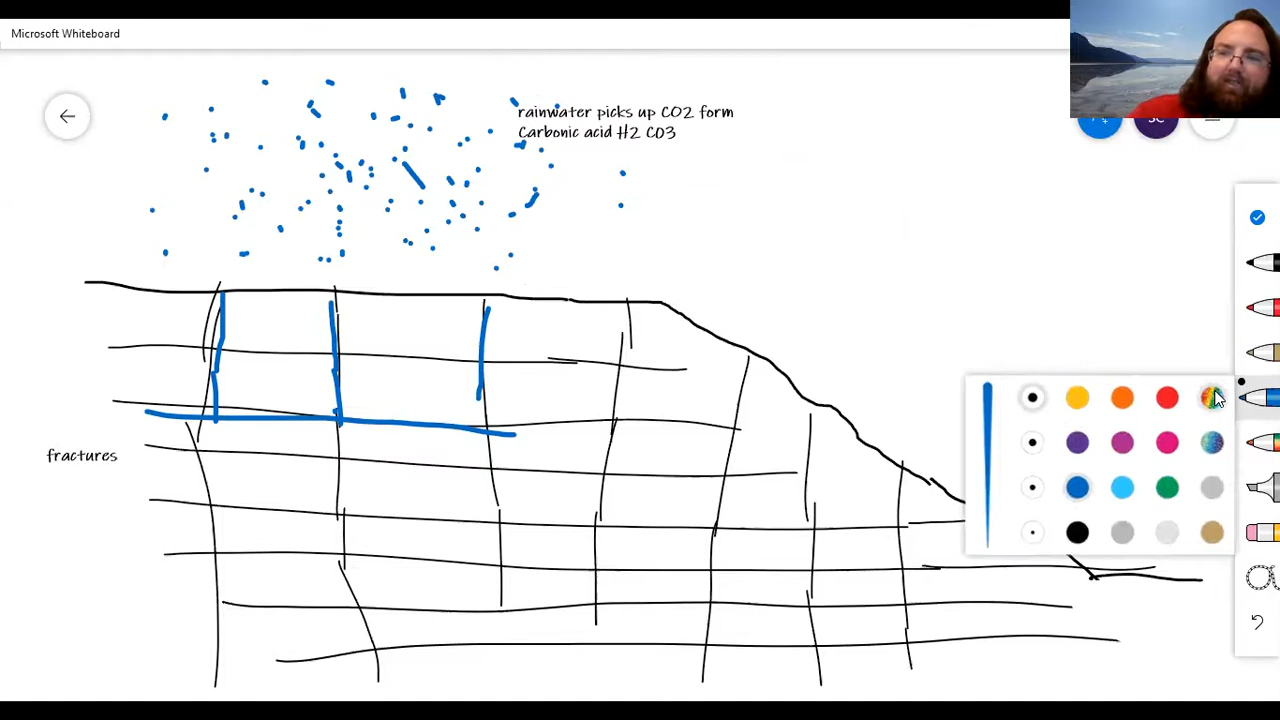 Microsoft Whiteboard
rainwater picks up CO2 form
Carbonic acid H2 CO3
fractures